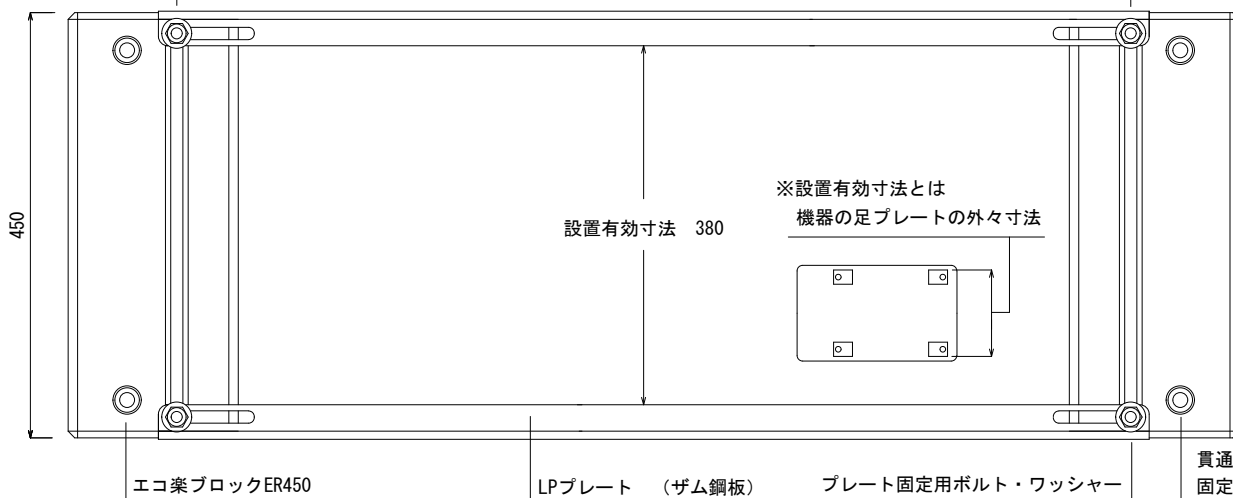 450
※設置有効寸法とは
機器の足プレートの外々寸法
設置有効寸法　380
エコ楽ブロックER450
LPプレート　（ザム鋼板）
プレート固定用ボルト・ワッシャー
貫通
固定